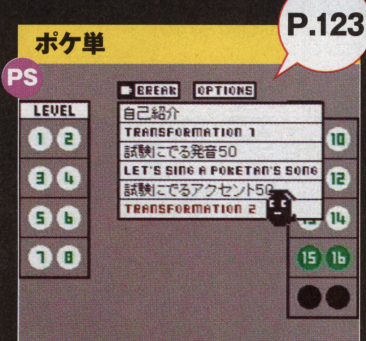 P.123
ポケ単
PS
BREAK OPTIONS
LEVEL
自己紹介
TRANSFORMATION 1
試験にでる発音50
LET'S SING A POKETAN'S SONG
試験にでるアクセント50
TRANSFORMATION 2
1 2
3 4
5 6
7 8
10
12
14
15 16